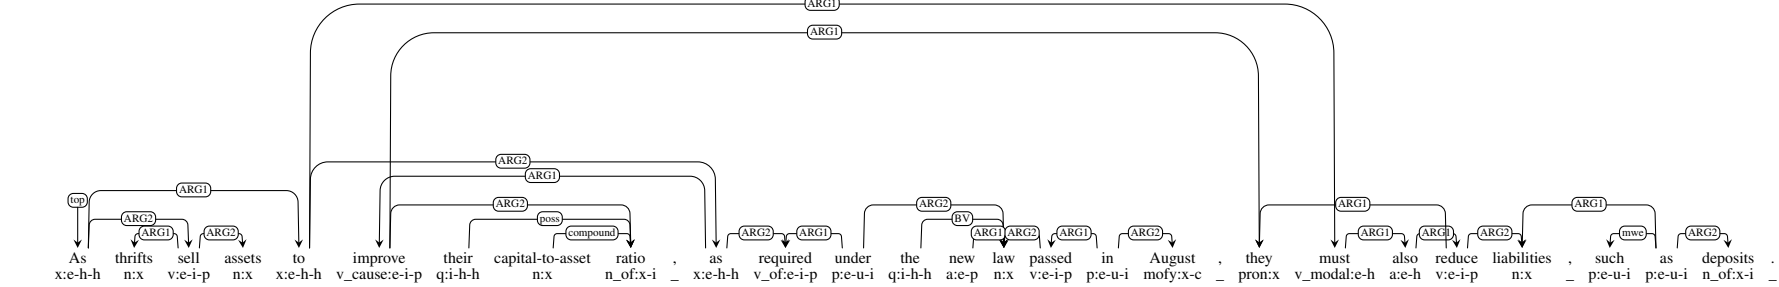 ARG1
ARG1
ARG2
ARG1
ARG1
top
ARG2
ARG2
ARG1
ARG1
ARG2
poss
BV
ARG1
ARG2
compound
ARG2
ARG1
ARG1
ARG2
ARG1
ARG2
ARG1
ARG1
ARG2
mwe
ARG2
As thrifts sell assets to improve their capital-to-asset ratio , as required under the new law passed in August , they must also reduce liabilities , such as deposits .
x:e-h-h n:x v:e-i-p n:x x:e-h-h v_cause:e-i-p q:i-h-h n:x n_of:x-i _ x:e-h-h v_of:e-i-p p:e-u-i q:i-h-h a:e-p n:x v:e-i-p p:e-u-i mofy:x-c _ pron:x v_modal:e-h a:e-h v:e-i-p n:x _ p:e-u-i p:e-u-i n_of:x-i _